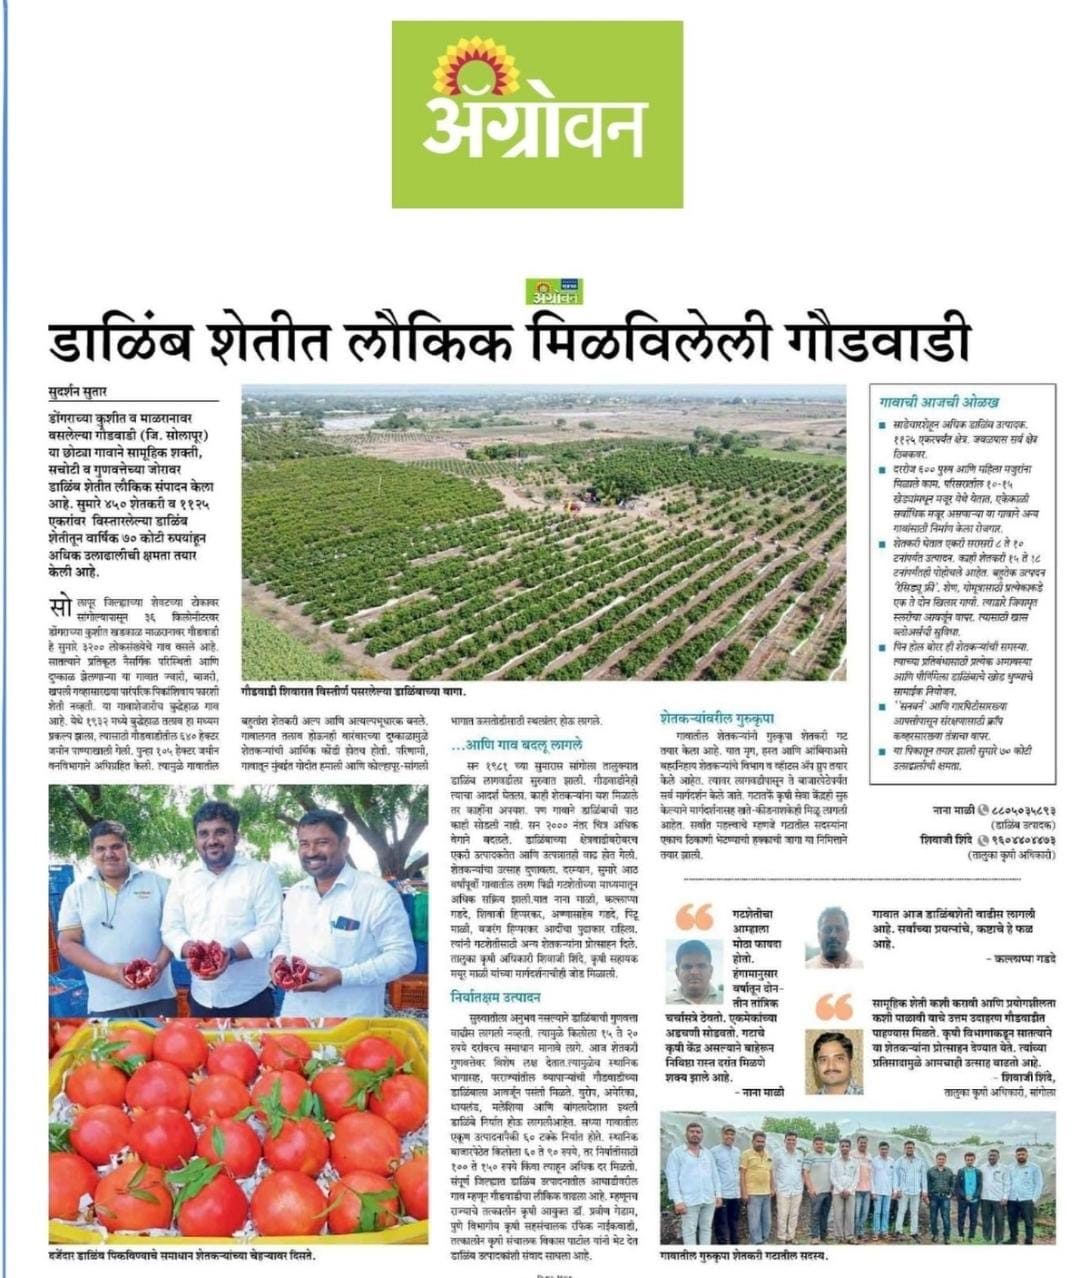 अ‍ॅग्रोवन
अ‍ॅग्रोवन
डाळिंब शेतीत लौकिक मिळविलेली गौडवाडी
सुदर्शन सुतार
डोंगराच्या कुशीत व माळरानावर
वसलेल्या गौडवाडी (जि. सोलापूर)
या छोट्या गावाने सामूहिक शक्ती,
सचोटी व गुणवत्तेच्या जोरावर
डाळिंब शेतीत लौकिक संपादन केला
आहे. सुमारे ४५० शेतकरी व ११२५
एकरांवर विस्तारलेल्या डाळिंब
शेतीतून वार्षिक ७० कोटी रुपयांहून
अधिक उलाढालीची क्षमता तयार
केली आहे.
सोलापूर जिल्ह्याच्या शेवटच्या टोकावर
सांगोल्यापासून ३६ किलोमीटरवर
डोंगराच्या कुशीत खडकाळ माळरानावर गौडवाडी
हे सुमारे ३२०० लोकसंख्येचे गाव वसले आहे.
सातत्याने प्रतिकूल नैसर्गिक परिस्थिती आणि
दुष्काळ झेलणाऱ्या या गावात ज्वारी, बाजरी,
खपली गव्हासारख्या पारंपरिक पिकांशिवाय फारशी
शेती नव्हती. या गावाशेजारीच बुद्धेहाळ गाव
आहे. येथे १९३२ मध्ये बुद्धेहाळ तलाव हा मध्यम
प्रकल्प झाला, त्यासाठी गौडवाडीतील ६४० हेक्टर
जमीन पाण्याखाली गेली. पुन्हा १०५ हेक्टर जमीन
वनविभागाने अधिग्रहित केली. त्यामुळे गावातील
गौडवाडी शिवारात विस्तीर्ण पसरलेल्या डाळिंबाच्या बागा.
बहुतांश शेतकरी अल्प आणि अत्यल्पभूधारक बनले.
गावालगत तलाव होऊनही वारंवारच्या दुष्काळामुळे
शेतकऱ्यांची आर्थिक कोंडी होतच होती. परिणामी,
गावातून मुंबईत गोदीत हमाली आणि कोल्हापूर-सांगली
भागात ऊसतोडीसाठी स्थलांतर होऊ लागले.
...आणि गाव बदलू लागले
सन १९८९ च्या सुमारास सांगोला तालुक्यात
डाळिंब लागवडीला सुरुवात झाली. गौडवाडीनेही
त्याचा आदर्श घेतला. काही शेतकऱ्यांना यश मिळाले
तर काहींना अपयश. पण गावाने डाळिंबाची पाठ
काही सोडली नाही. सन २००० नंतर चित्र अधिक
वेगाने बदलले. डाळिंबाच्या क्षेत्रवाढीबरोबरच
एकरी उत्पादकतेत आणि उत्पन्नातही वाढ होत गेली.
शेतकऱ्यांचा उत्साह दुणावला. दरम्यान, सुमारे आठ
वर्षांपूर्वी गावातील तरुण पिढी गटशेतीच्या माध्यमातून
अधिक सक्रिय झाली.यात नाना माळी, कल्लाप्पा
गडदे, शिवाजी हिप्परकर, अण्णासाहेब गडदे, पिंटू
माळी, बजरंग हिप्परकर आदींचा पुढाकार राहिला.
त्यांनी गटशेतीसाठी अन्य शेतकऱ्यांना प्रोत्साहन दिले.
तालुका कृषी अधिकारी शिवाजी शिंदे, कृषी सहायक
मयूर माळी यांच्या मार्गदर्शनाचीही जोड मिळाली.
निर्यातक्षम उत्पादन
सुरुवातीला अनुभव नसल्याने डाळिंबाची गुणवत्ता
वाढीस लागली नव्हती. त्यामुळे किलोला १५ ते २०
रुपये दरांवरच समाधान मानावे लागे. आज शेतकरी
गुणवत्तेवर विशेष लक्ष देतात.त्यामुळेच स्थानिक
भागासह, परराज्यांतील व्यापाऱ्यांची गौडवाडीच्या
डाळिंबाला आवर्जून पसंती मिळते. युरोप, अमेरिका,
थायलंड, मलेशिया आणि बांगलादेशात इथली
डाळिंबे निर्यात होऊ लागलीआहेत. सध्या गावातील
एकूण उत्पादनापैकी ६० टक्के निर्यात होते. स्थानिक
बाजारपेठेत किलोला ६० ते ९० रुपये, तर निर्यातीसाठी
१०० ते १५० रुपये किंवा त्याहून अधिक दर मिळतो.
संपूर्ण जिल्ह्यात डाळिंब उत्पादनातील आघाडीवरील
गाव म्हणून गौडवाडीचा लौकिक वाढला आहे. म्हणूनच
राज्याचे तत्कालीन कृषी आयुक्त डॉ. प्रवीण गेडाम,
पुणे विभागीय कृषी सहसंचालक रफिक नाईकवाडी,
तत्कालीन कृषी संचालक विकास पाटील यांनी भेट देत
डाळिंब उत्पादकांशी संवाद साधला आहे.
दर्जेदार डाळिंब पिकविण्याचे समाधान शेतकऱ्यांच्या चेहऱ्यावर दिसते.
शेतकऱ्यांवरील गुरुकृपा
गावातील शेतकऱ्यांनी गुरुकृपा शेतकरी गट
तयार केला आहे. यात मृग, हस्त आणि आंबियाअसे
बहारनिहाय शेतकऱ्यांचे विभाग व व्हॉट्स अ‍ॅप ग्रुप तयार
केले आहेत. त्यावर लागवडीपासून ते बाजारपेठेपर्यंत
सर्व मार्गदर्शन केले जाते. गटातर्फे कृषी सेवा केंद्रही सुरू
केल्याने मार्गदर्शनासह खते-कीडनाशकेही मिळू लागली
आहेत. सर्वात महत्त्वाचे म्हणजे गटातील सदस्यांना
एकाच ठिकाणी भेटण्याची हक्काची जागा या निमित्ताने
तयार झाली.
गावाची आजची ओळख
साडेचारशेहून अधिक डाळिंब उत्पादक.
११२५ एकरांपर्यंत क्षेत्र. जवळपास सर्व क्षेत्र
ठिबकवर.
दररोज ६०० पुरुष आणि महिला मजुरांना
मिळाले काम. परिसरातील १०-१५
खेड्यांमधून मजूर येथे येतात. एकेकाळी
सर्वाधिक मजूर असणाऱ्या या गावाने अन्य
गावांसाठी निर्माण केला रोजगार.
शेतकरी घेतात एकरी सरासरी ८ ते १०
टनांपर्यंत उत्पादन. काही शेतकरी १५ ते १८
टनांपर्यंतही पोहोचले आहेत. बहुतेक उत्पादन
'रेसिड्यू फ्री'. शेण, गोमूत्रासाठी प्रत्येकाकडे
एक ते दोन खिलार गायी. त्याद्वारे जिवामृत
स्लरीचा आवर्जून वापर. त्यासाठी खास
ब्लोअर्सची सुविधा.
पिन होल बोरर ही शेतकऱ्यांची समस्या.
त्याच्या प्रतिबंधासाठी प्रत्येक अमावस्या
आणि पौर्णिमेला डाळिंबाचे खोड धुण्याचे
सामाईक नियोजन.
''सनबर्न' आणि गारपिटीसारख्या
आपत्तीपासून संरक्षणासाठी क्रॉप
कव्हरसारख्या तंत्राचा वापर.
या पिकातून तयार झाली सुमारे ७० कोटी
उलाढालीची क्षमता.
नाना माळी ८८०५०३५८९३
(डाळिंब उत्पादक)
शिवाजी शिंदे ९६०४४०४४७३
(तालुका कृषी अधिकारी)
गटशेतीचा
आम्हाला
मोठा फायदा
होतो.
हंगामानुसार
वर्षातून दोन-
तीन तांत्रिक
चर्चासत्रे ठेवतो. एकमेकांच्या
अडचणी सोडवतो. गटाचे
कृषी केंद्र असल्याने बाहेरून
निविष्ठा रास्त दरांत मिळणे
शक्य झाले आहे.
- नाना माळी
गावात आज डाळिंबशेती वाढीस लागली
आहे. सर्वांच्या प्रयत्नांचे, कष्टाचे हे फळ
आहे.
- कल्लाप्पा गडदे
सामूहिक शेती कशी करावी आणि प्रयोगशीलता
कशी पाळावी याचे उत्तम उदाहरण गौडवाडीत
पाहण्यास मिळते. कृषी विभागाकडून सातत्याने
या शेतकऱ्यांना प्रोत्साहन देण्यात येते. त्यांच्या
प्रतिसादामुळे आमचाही उत्साह वाढतो आहे.
- शिवाजी शिंदे,
तालुका कृषी अधिकारी, सांगोला
गावातील गुरुकृपा शेतकरी गटातील सदस्य.